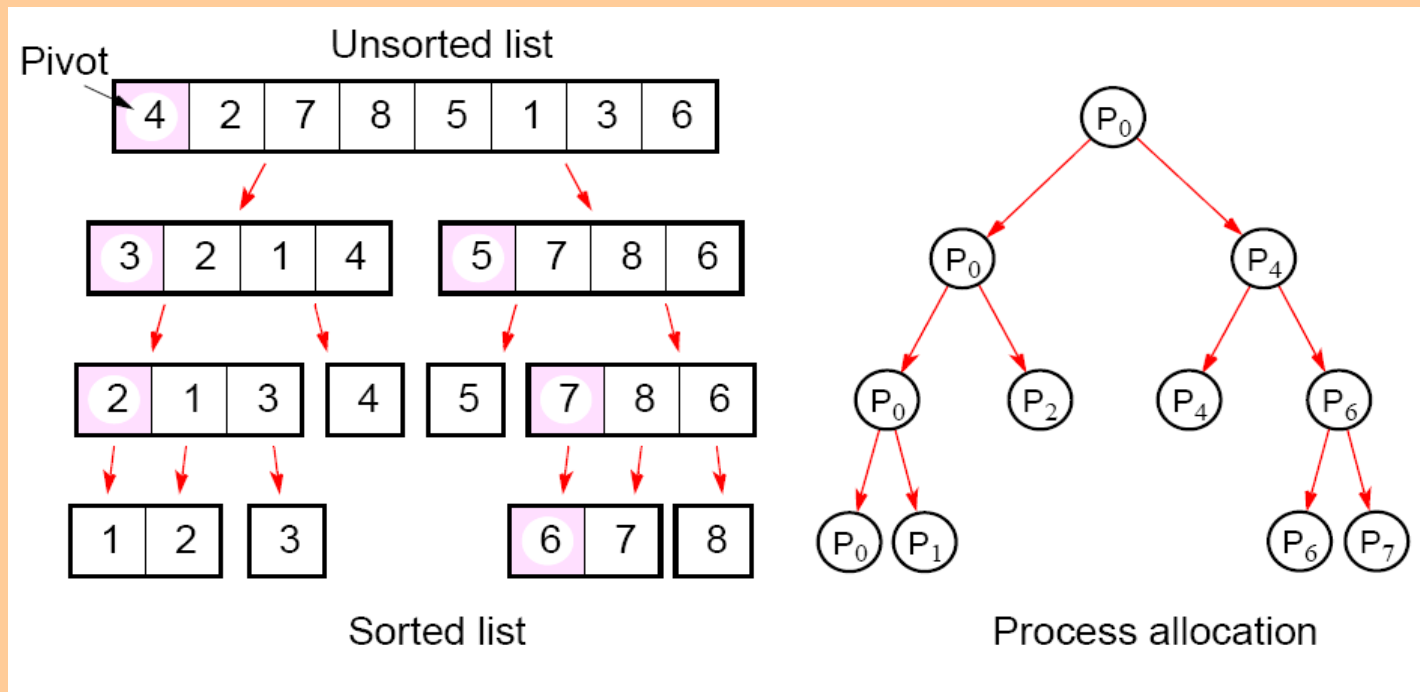 Unsorted list
Pivot
4 2 7 8 5 1 3 6
3 2 1 4 5 7 8 6
2 1 3 4 5 7 8 6
1 2 3 6 7 8
Sorted list
P0
P0 P4
P0 P2 P4 P6
P0 P1 P6 P7
Process allocation